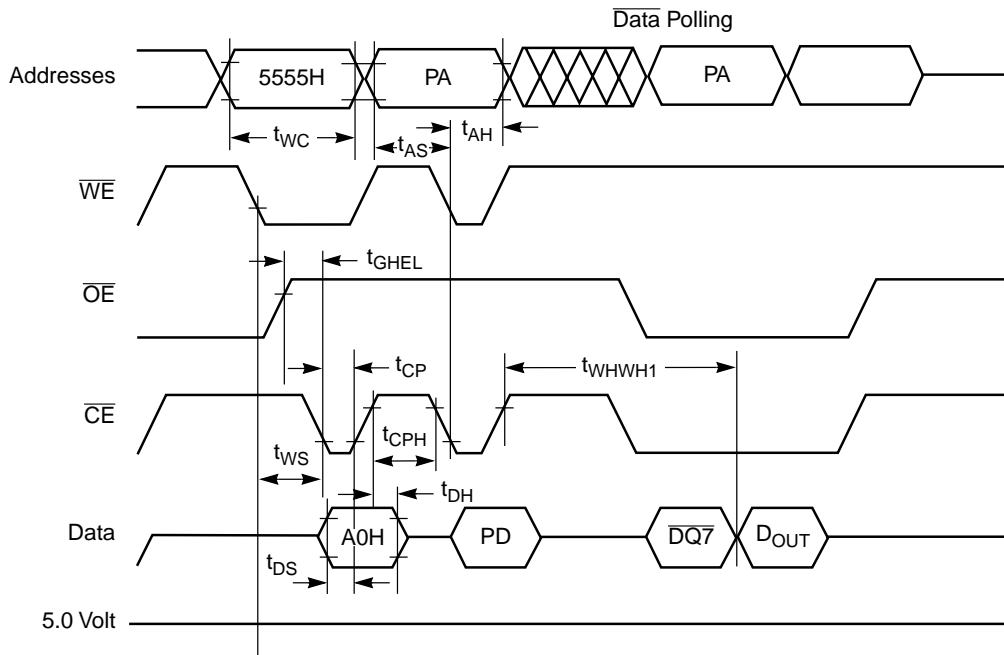 Data Polling
Addresses 5555H PA PA
tWC tAS tAH
WE
tGHEL
OE
tCP tWHWH1
CE
tWS tCPH
tDH
Data A0H PD DQ7 DOUT
tDS
5.0 Volt